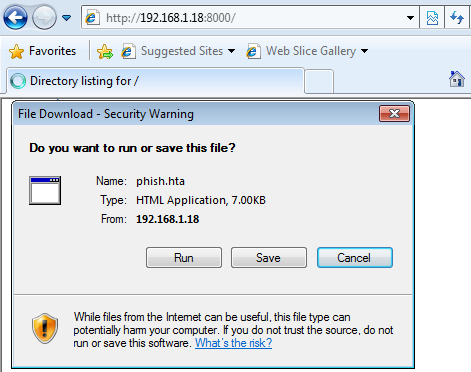 http://192.168.1.18:8000/
Favorites Suggested Sites Web Slice Gallery
Directory listing for /
File Download - Security Warning
Do you want to run or save this file?
Name: phish.hta
Type: HTML Application, 7.00KB
From: 192.168.1.18
Run Save Cancel
While files from the Internet can be useful, this file type can
potentially harm your computer. If you do not trust the source, do not
run or save this software. What's the risk?